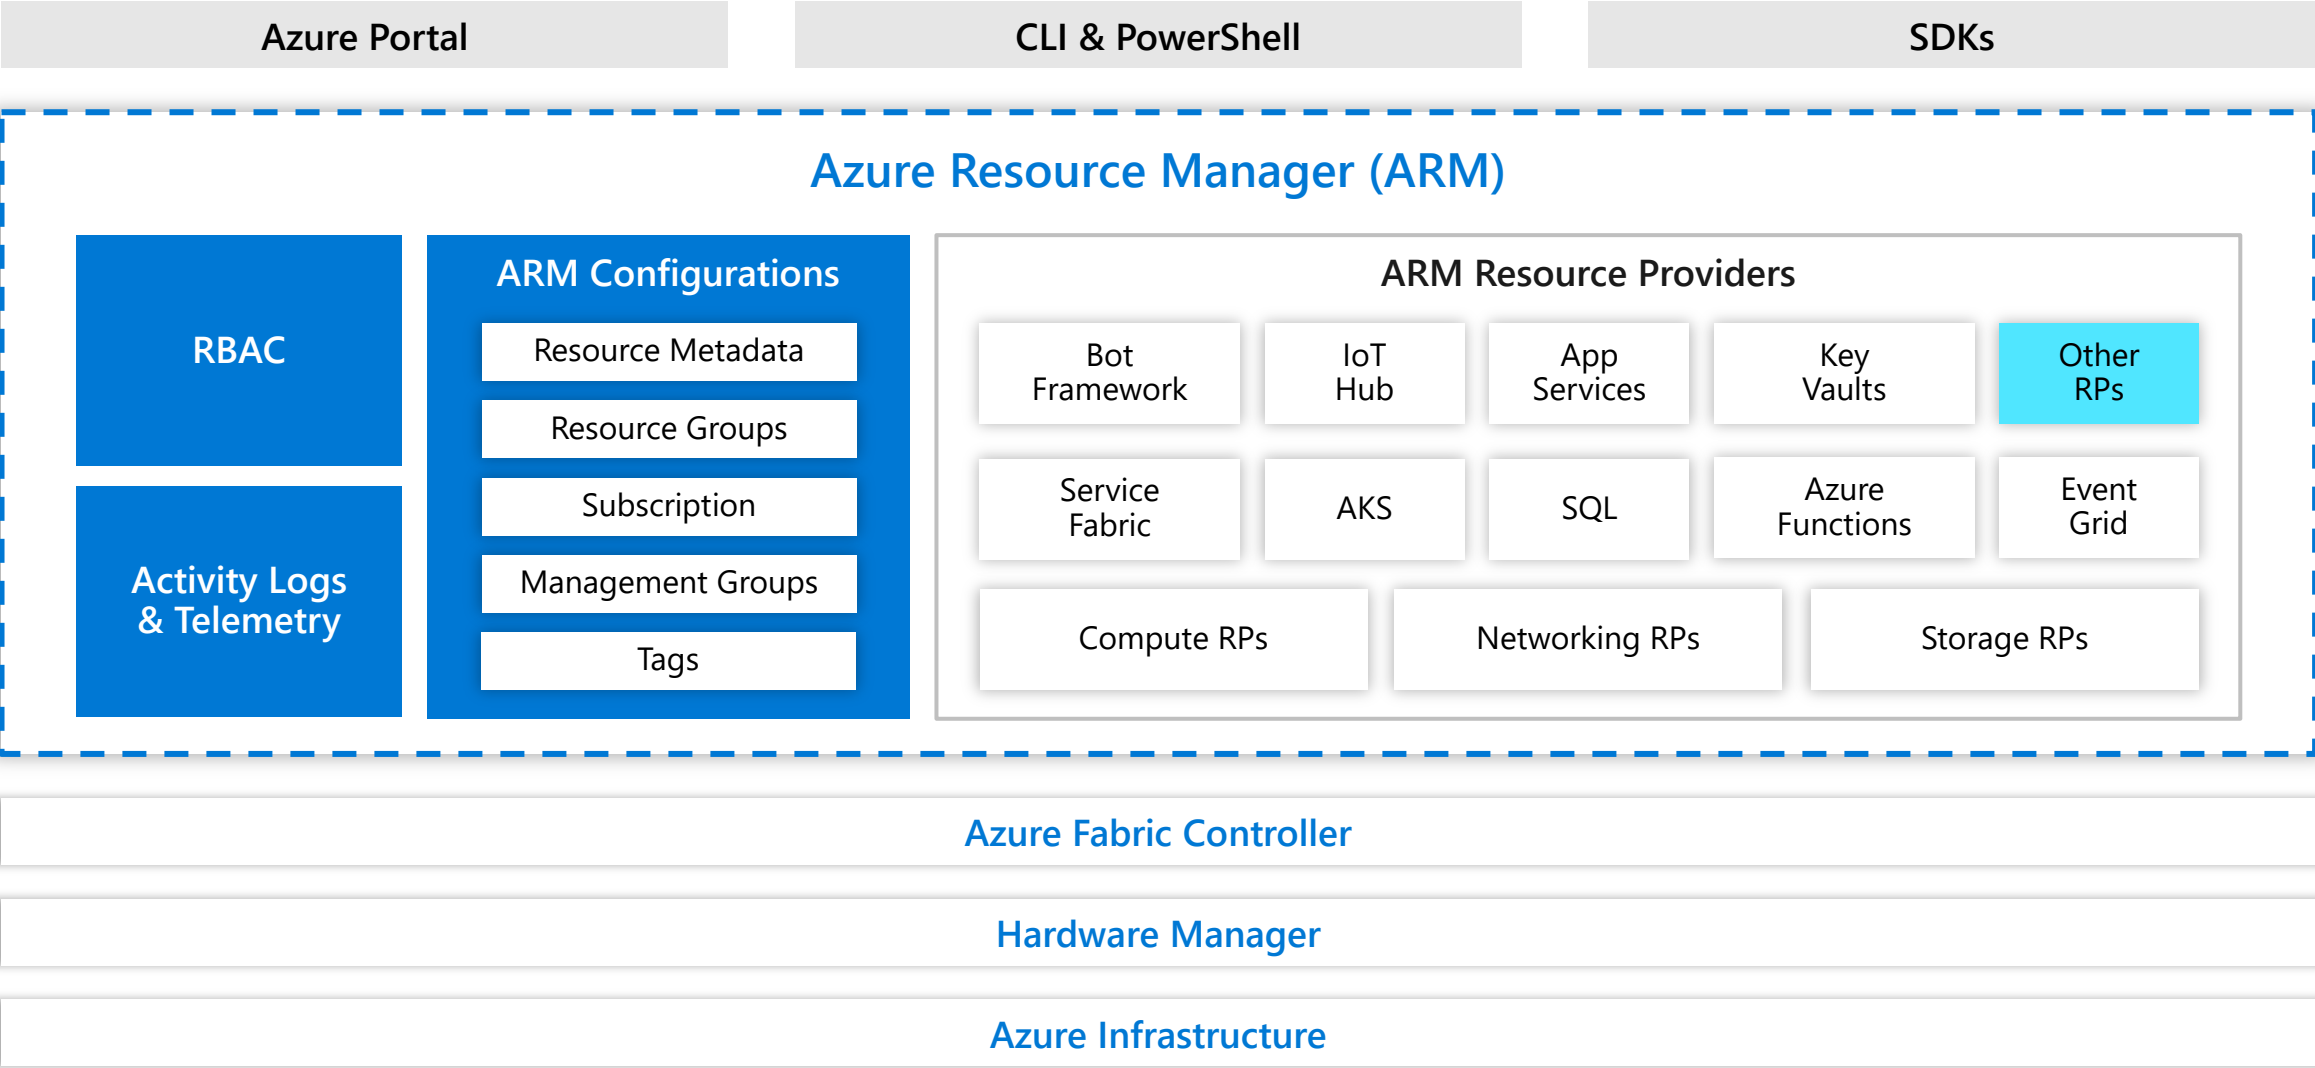 Azure Portal
CLI & PowerShell
SDKs
Azure Resource Manager (ARM)
RBAC
Activity Logs
& Telemetry
ARM Configurations
Resource Metadata
Resource Groups
Subscription
Management Groups
Tags
ARM Resource Providers
Bot
Framework
IoT
Hub
App
Services
Key
Vaults
Other
RPs
Service
Fabric
AKS
SQL
Azure
Functions
Event
Grid
Compute RPs
Networking RPs
Storage RPs
Azure Fabric Controller
Hardware Manager
Azure Infrastructure